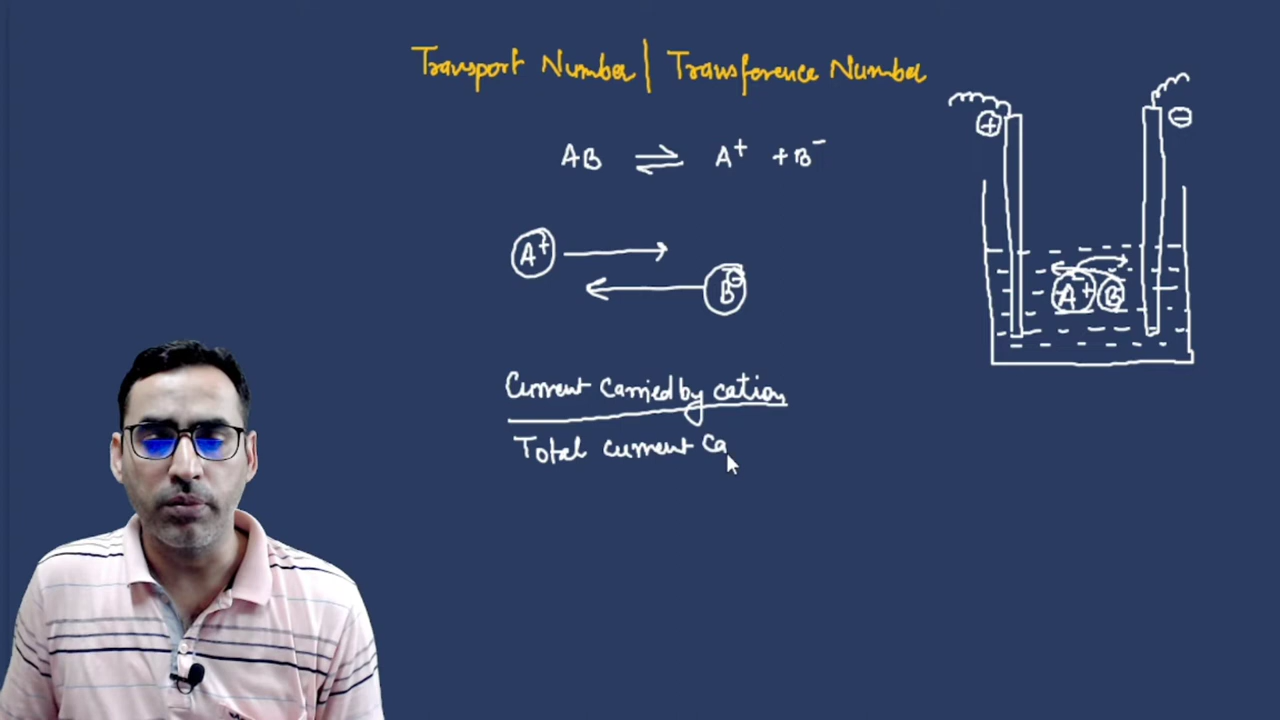 Transport Number | Transference Number
AB ⇌ A⁺ + B⁻
A⁺
B⁻
Current Carried by cation
Total current Ca
+
−
A⁺ B⁻